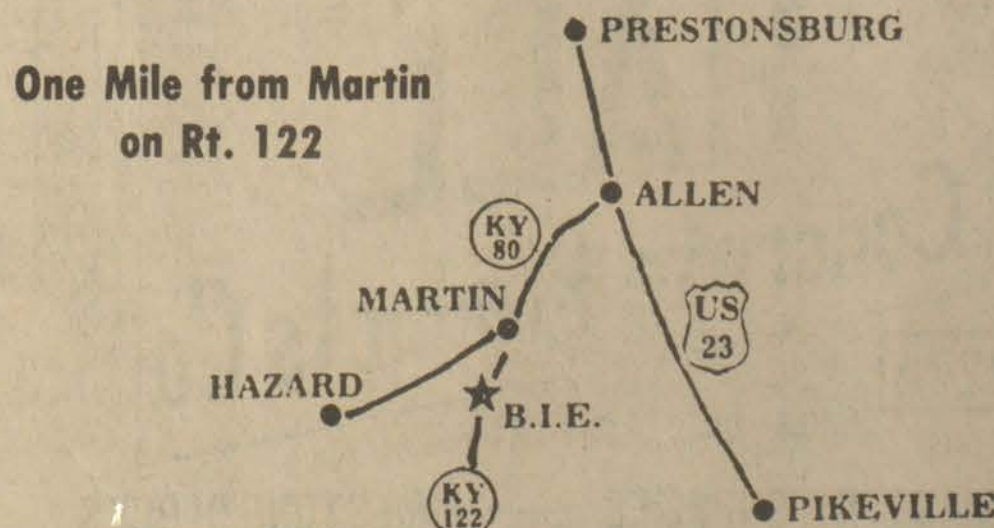 PRESTONSBURG
One Mile from Martin
on Rt. 122
ALLEN
KY
80
MARTIN
US
23
HAZARD
B.I.E.
KY
122
PIKEVILLE